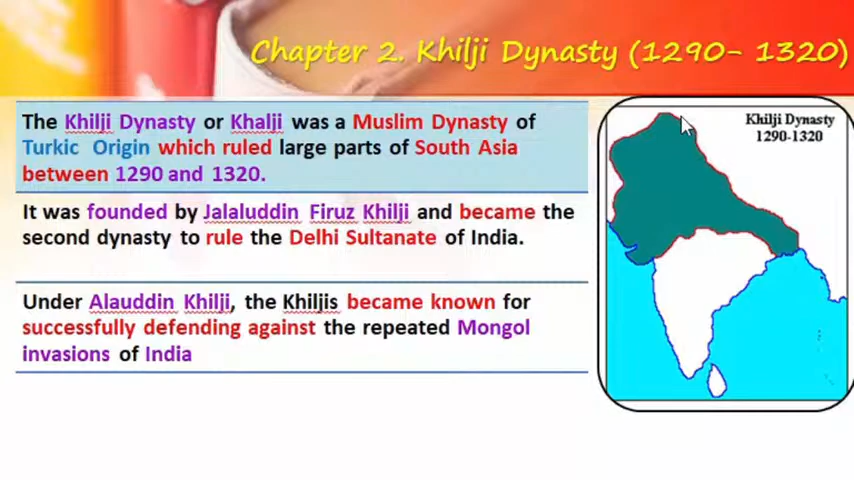 Chapter 2. Khilji Dynasty (1290- 1320)
The Khilji Dynasty or Khalji was a Muslim Dynasty of
Turkic Origin which ruled large parts of South Asia
between 1290 and 1320.
It was founded by Jalaluddin Firuz Khilji and became the
second dynasty to rule the Delhi Sultanate of India.
Under Alauddin Khilji, the Khiljis became known for
successfully defending against the repeated Mongol
invasions of India
Khilji Dynasty
1290-1320